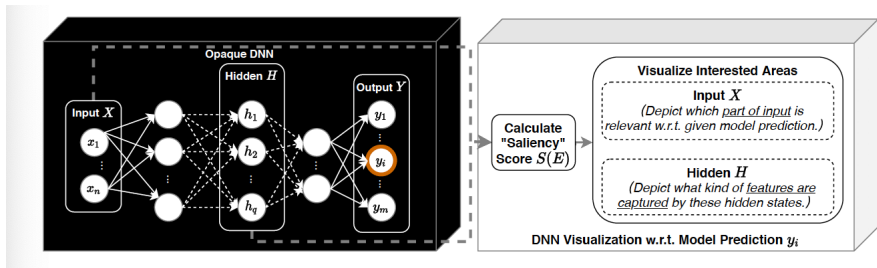 Opaque DNN
Hidden H
Input X
Output Y
x₁
⋮
xₙ
h₁
h₂
⋮
h_q
y₁
⋮
yᵢ
⋮
yₘ
Calculate
"Saliency"
Score S(E)
Visualize Interested Areas
Input X
(Depict which part of input is
relevant w.r.t. given model prediction.)
Hidden H
(Depict what kind of features are
captured by these hidden states.)
DNN Visualization w.r.t. Model Prediction yᵢ